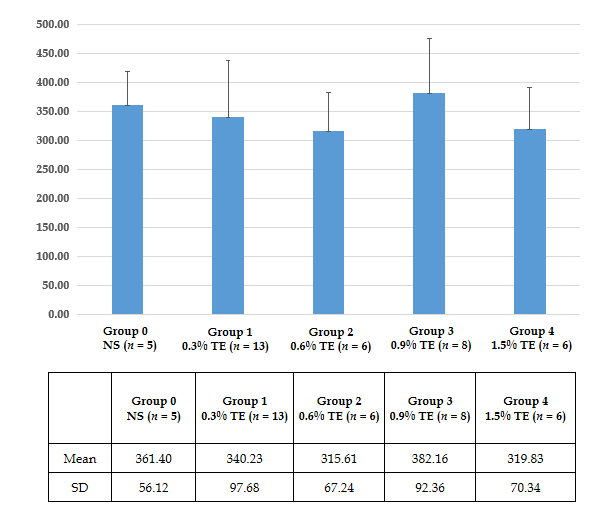 500.00
450.00
400.00
350.00
300.00
250.00
200.00
150.00
100.00
50.00
0.00
Group 0 Group 1 Group 2 Group 3 Group 4
NS (n = 5) 0.3% TE (n = 13) 0.6% TE (n = 6) 0.9% TE (n = 8) 1.5% TE (n = 6)
Group 0 Group 1 Group 2 Group 3 Group 4
NS (n = 5) 0.3% TE (n = 13) 0.6% TE (n = 6) 0.9% TE (n = 8) 1.5% TE (n = 6)
Mean 361.40 340.23 315.61 382.16 319.83
SD 56.12 97.68 67.24 92.36 70.34